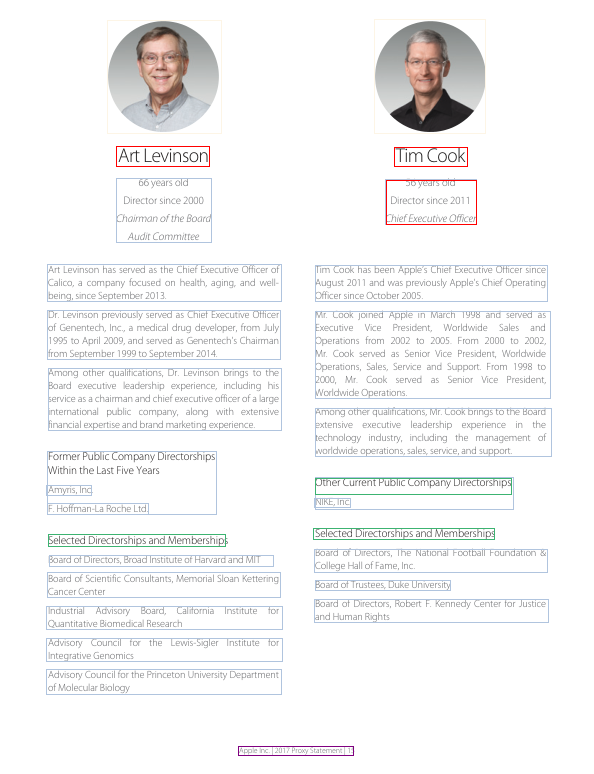 Art Levinson
66 years old
Director since 2000
Chairman of the Board
Audit Committee
Art Levinson has served as the Chief Executive Officer of
Calico, a company focused on health, aging, and well-
being, since September 2013.
Dr. Levinson previously served as Chief Executive Officer
of Genentech, Inc., a medical drug developer, from July
1995 to April 2009, and served as Genentech's Chairman
from September 1999 to September 2014.
Among other qualifications, Dr. Levinson brings to the
Board executive leadership experience, including his
service as a chairman and chief executive officer of a large
international public company, along with extensive
financial expertise and brand marketing experience.
Former Public Company Directorships
Within the Last Five Years
Amyris, Inc.
F. Hoffman-La Roche Ltd.
Selected Directorships and Memberships
Board of Directors, Broad Institute of Harvard and MIT
Board of Scientific Consultants, Memorial Sloan Kettering
Cancer Center
Industrial Advisory Board, California Institute for
Quantitative Biomedical Research
Advisory Council for the Lewis-Sigler Institute for
Integrative Genomics
Advisory Council for the Princeton University Department
of Molecular Biology
Tim Cook
56 years old
Director since 2011
Chief Executive Officer
Tim Cook has been Apple's Chief Executive Officer since
August 2011 and was previously Apple's Chief Operating
Officer since October 2005.
Mr. Cook joined Apple in March 1998 and served as
Executive Vice President, Worldwide Sales and
Operations from 2002 to 2005. From 2000 to 2002,
Mr. Cook served as Senior Vice President, Worldwide
Operations, Sales, Service and Support. From 1998 to
2000, Mr. Cook served as Senior Vice President,
Worldwide Operations.
Among other qualifications, Mr. Cook brings to the Board
extensive executive leadership experience in the
technology industry, including the management of
worldwide operations, sales, service, and support.
Other Current Public Company Directorships
NIKE, Inc.
Selected Directorships and Memberships
Board of Directors, The National Football Foundation &
College Hall of Fame, Inc.
Board of Trustees, Duke University
Board of Directors, Robert F. Kennedy Center for Justice
and Human Rights
Apple Inc. | 2017 Proxy Statement |